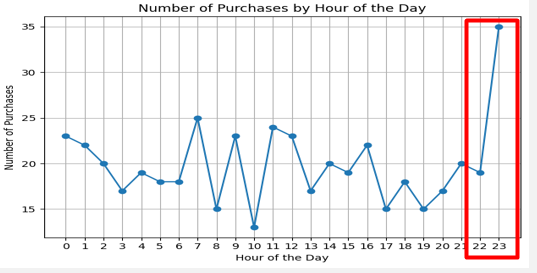 Number of Purchases by Hour of the Day
35
30
25
20
15
Number of Purchases
0 1 2 3 4 5 6 7 8 9 10 11 12 13 14 15 16 17 18 19 20 21 22 23
Hour of the Day